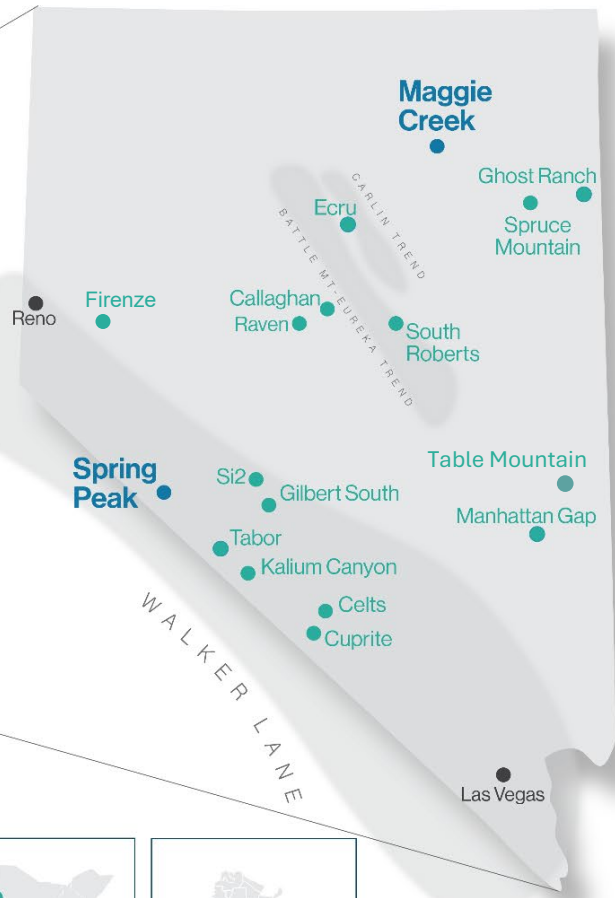 Maggie
Creek
Ghost Ranch
Spruce
Mountain
CARLIN TREND
Ecru
BATTLE MT-EUREKA TREND
Firenze
Reno
Callaghan
Raven
South
Roberts
Spring
Peak
Si2
Gilbert South
Table Mountain
Manhattan Gap
Tabor
Kalium Canyon
Celts
Cuprite
WALKER LANE
Las Vegas